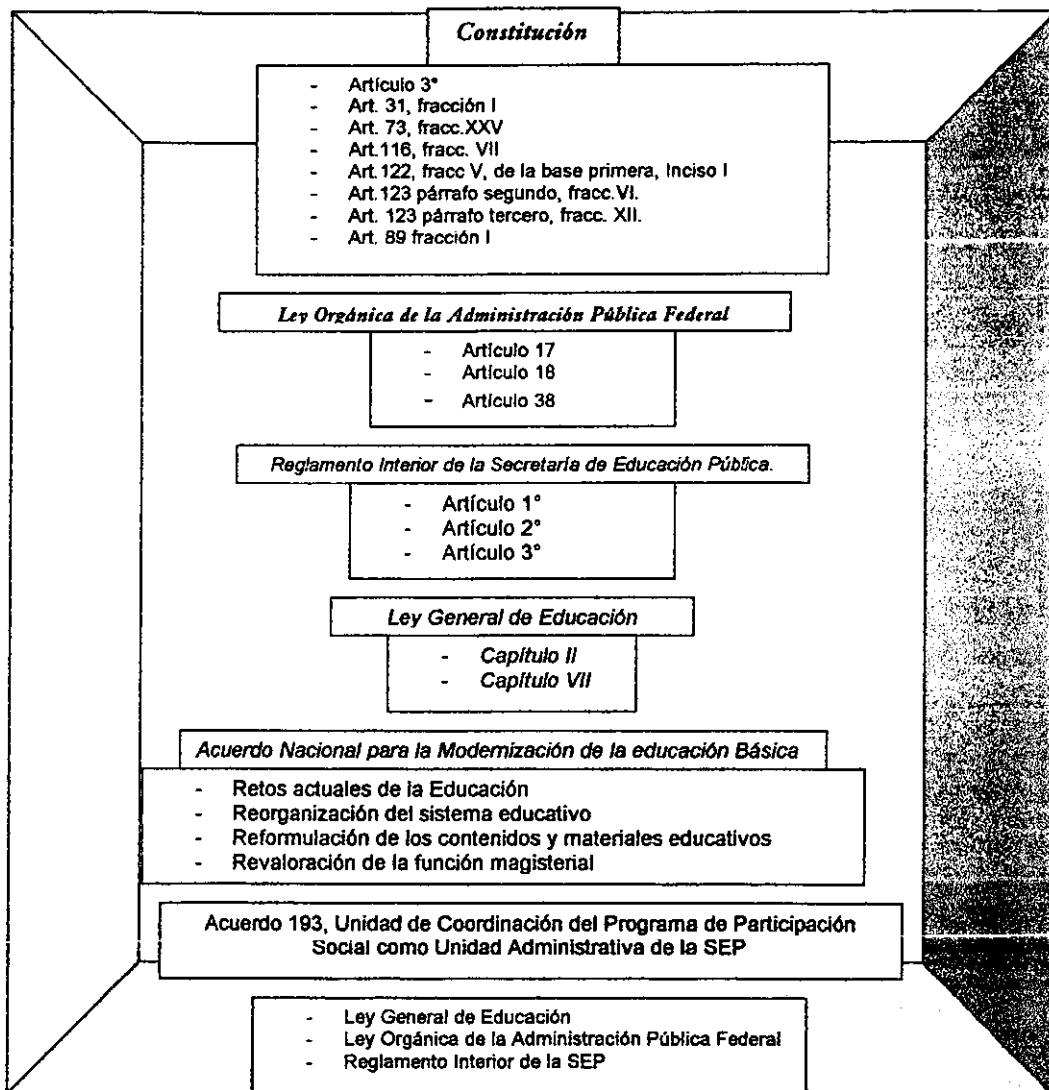 Constitución
- Artículo 3°
- Art. 31, fracción I
- Art. 73, fracc.XXV
- Art.116, fracc. VII
- Art.122, fracc V, de la base primera, Inciso I
- Art.123 párrafo segundo, fracc.VI.
- Art. 123 párrafo tercero, fracc. XII.
- Art. 89 fracción I
Ley Orgánica de la Administración Pública Federal
- Artículo 17
- Artículo 18
- Artículo 38
Reglamento Interior de la Secretaría de Educación Pública.
- Artículo 1°
- Artículo 2°
- Artículo 3°
Ley General de Educación
- Capítulo II
- Capítulo VII
Acuerdo Nacional para la Modernización de la educación Básica
- Retos actuales de la Educación
- Reorganización del sistema educativo
- Reformulación de los contenidos y materiales educativos
- Revaloración de la función magisterial
Acuerdo 193, Unidad de Coordinación del Programa de Participación
Social como Unidad Administrativa de la SEP
- Ley General de Educación
- Ley Orgánica de la Administración Pública Federal
- Reglamento Interior de la SEP